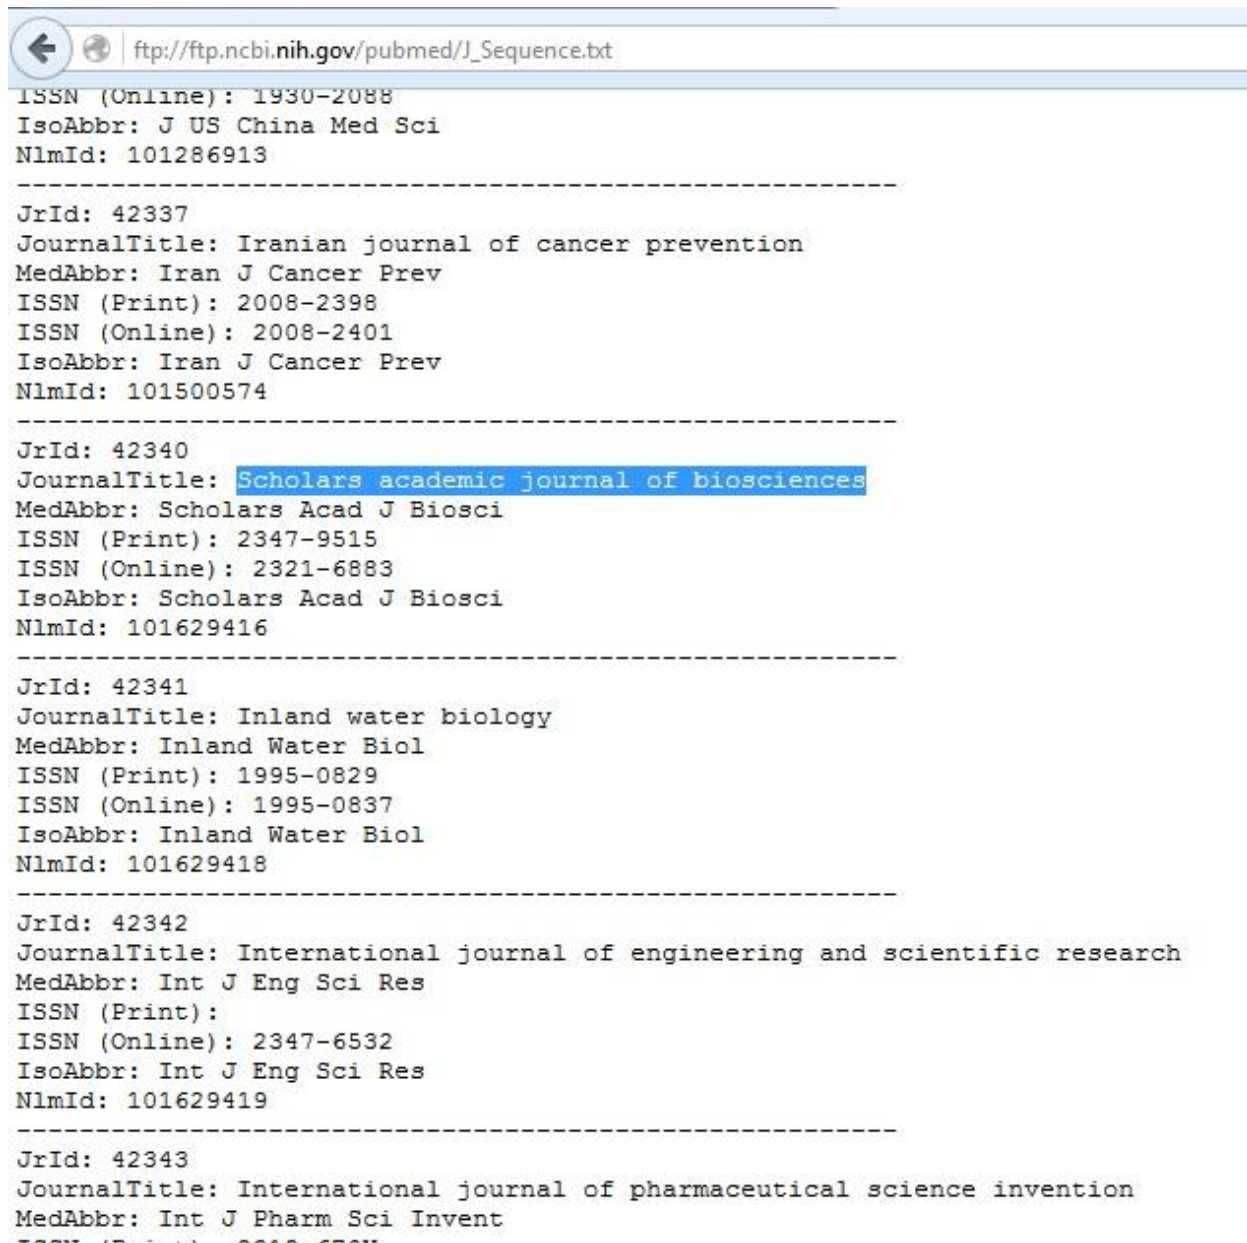 ftp://ftp.ncbi.nih.gov/pubmed/J_Sequence.txt
ISSN (Online): 1930-2088
IsoAbbr: J US China Med Sci
NlmId: 101286913
--------------------------------------------------------
JrId: 42337
JournalTitle: Iranian journal of cancer prevention
MedAbbr: Iran J Cancer Prev
ISSN (Print): 2008-2398
ISSN (Online): 2008-2401
IsoAbbr: Iran J Cancer Prev
NlmId: 101500574
--------------------------------------------------------
JrId: 42340
JournalTitle: Scholars academic journal of biosciences
MedAbbr: Scholars Acad J Biosci
ISSN (Print): 2347-9515
ISSN (Online): 2321-6883
IsoAbbr: Scholars Acad J Biosci
NlmId: 101629416
--------------------------------------------------------
JrId: 42341
JournalTitle: Inland water biology
MedAbbr: Inland Water Biol
ISSN (Print): 1995-0829
ISSN (Online): 1995-0837
IsoAbbr: Inland Water Biol
NlmId: 101629418
--------------------------------------------------------
JrId: 42342
JournalTitle: International journal of engineering and scientific research
MedAbbr: Int J Eng Sci Res
ISSN (Print):
ISSN (Online): 2347-6532
IsoAbbr: Int J Eng Sci Res
NlmId: 101629419
--------------------------------------------------------
JrId: 42343
JournalTitle: International journal of pharmaceutical science invention
MedAbbr: Int J Pharm Sci Invent